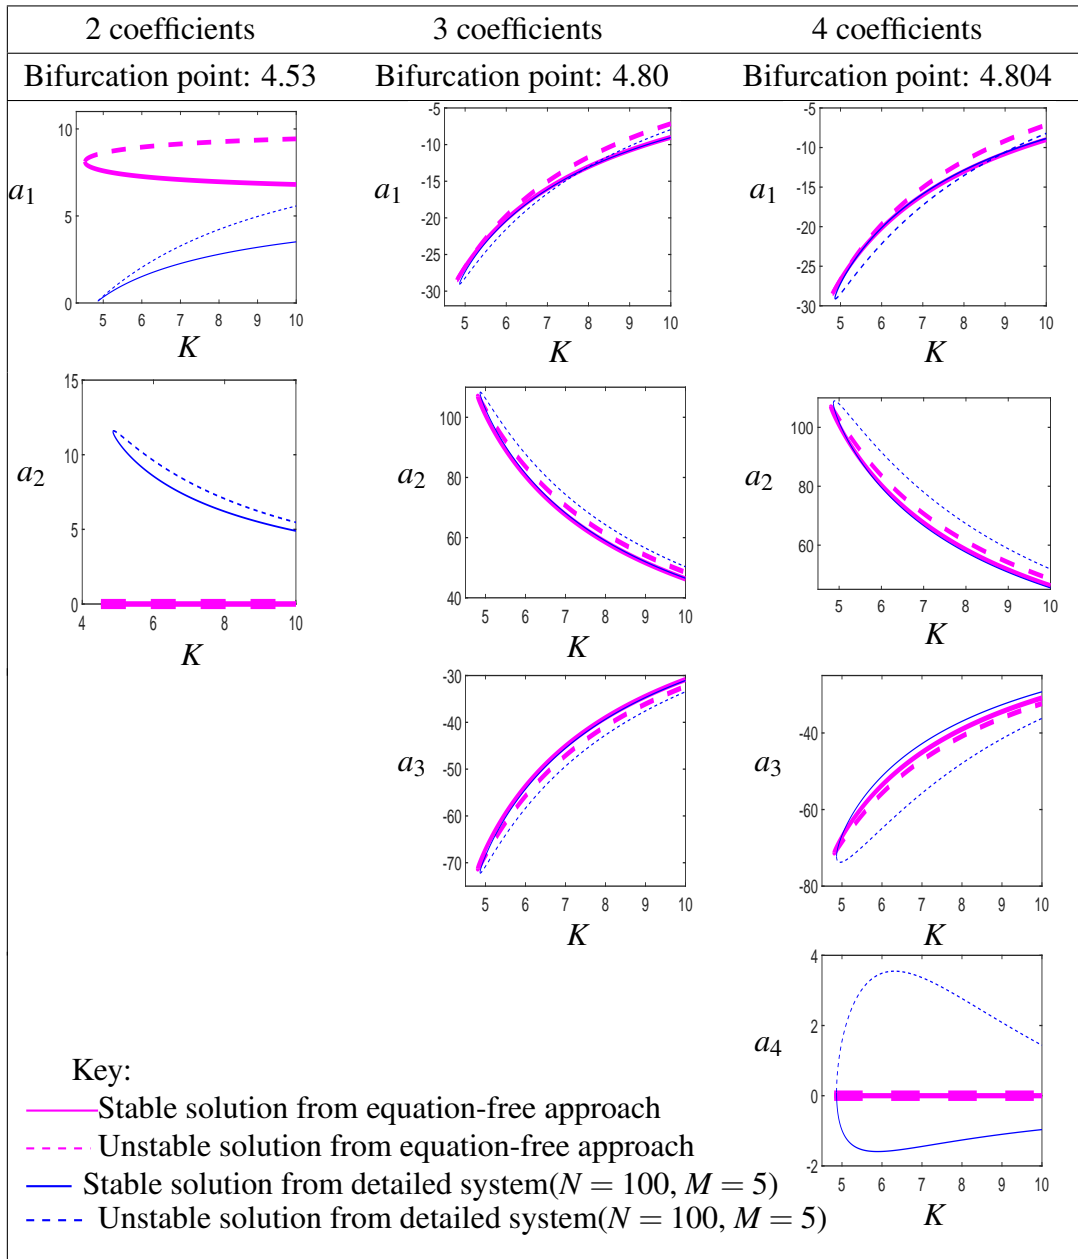 2 coefficients 3 coefficients 4 coefficients
Bifurcation point: 4.53 Bifurcation point: 4.80 Bifurcation point: 4.804
a1
10
5
0
5 6 7 8 9 10
K
a1
-5
-10
-15
-20
-25
-30
5 6 7 8 9 10
K
a1
-5
-10
-15
-20
-25
-30
5 6 7 8 9 10
K
a2
15
10
5
0
4 6 8 10
K
a2
100
80
60
40
5 6 7 8 9 10
K
a2
100
80
60
5 6 7 8 9 10
K
a3
-30
-40
-50
-60
-70
5 6 7 8 9 10
K
a3
-40
-60
-80
5 6 7 8 9 10
K
a4
4
2
0
-2
5 6 7 8 9 10
K
Key:
Stable solution from equation-free approach
Unstable solution from equation-free approach
Stable solution from detailed system(N = 100, M = 5)
Unstable solution from detailed system(N = 100, M = 5)